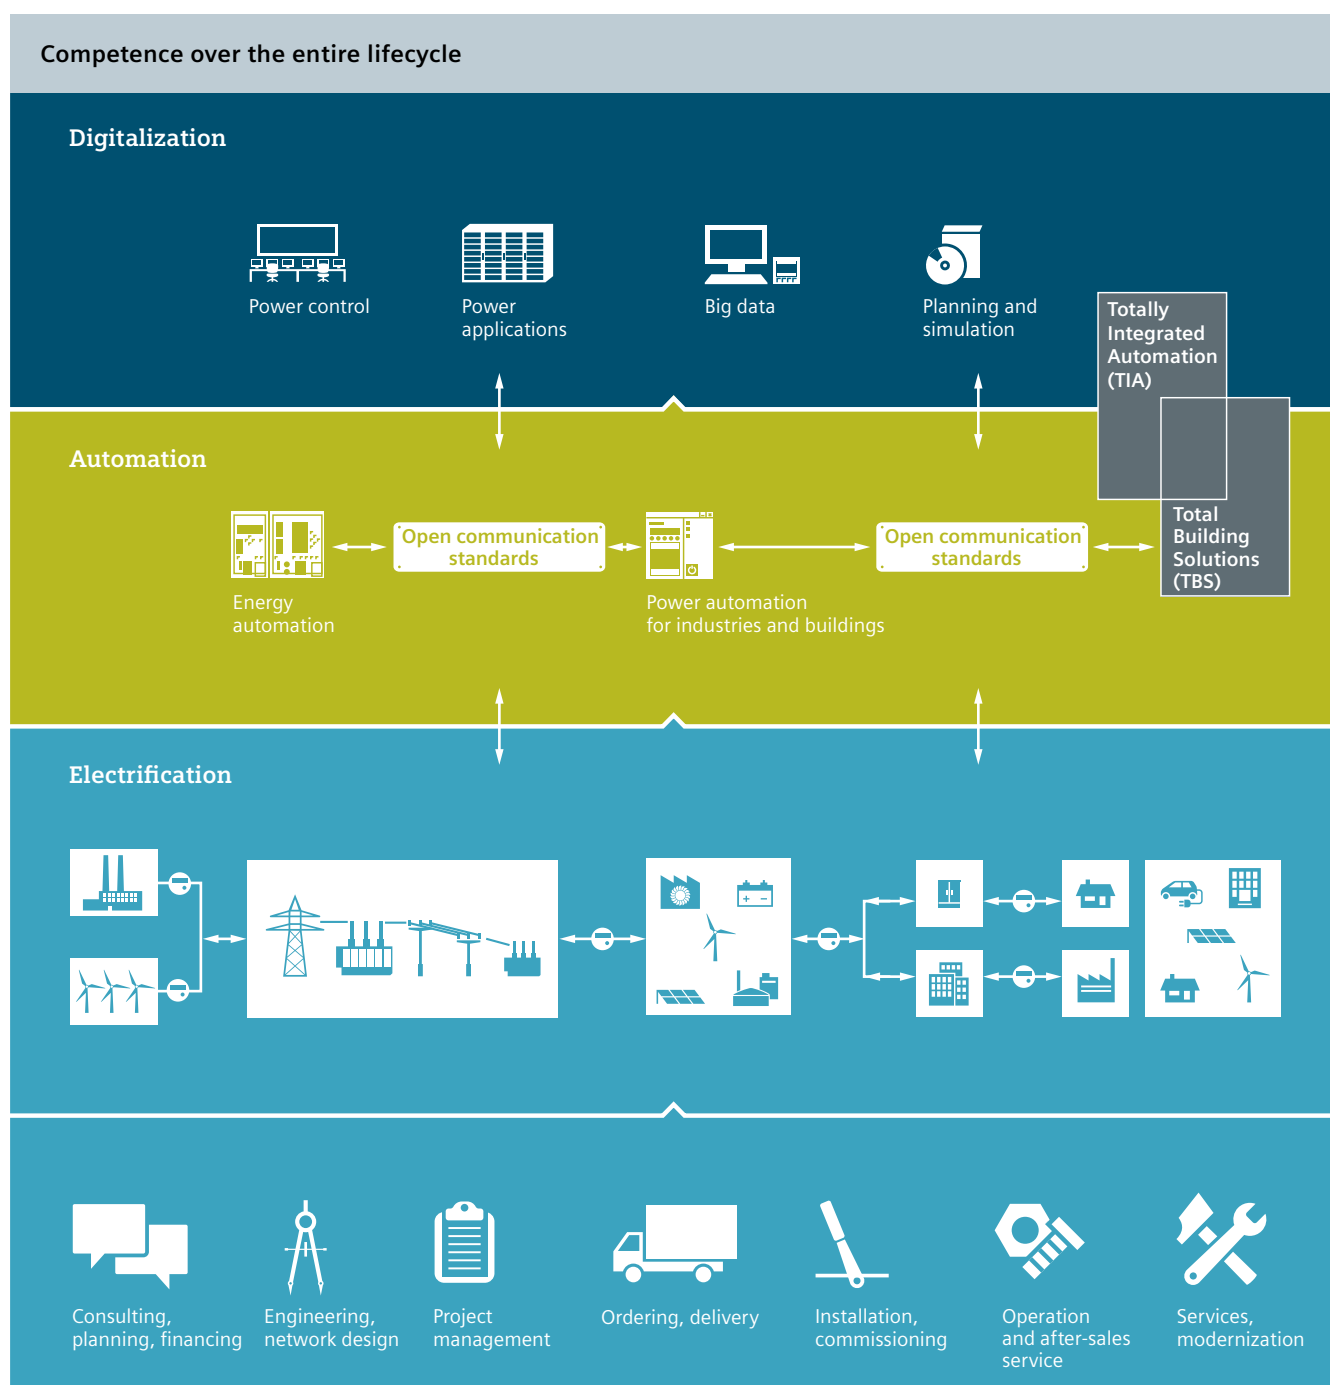 Competence over the entire lifecycle
Digitalization
Power control
Power
applications
Big data
Planning and
simulation
Totally
Integrated
Automation
(TIA)
Automation
Open communication
standards
Open communication
standards
Total
Building
Solutions
(TBS)
Energy
automation
Power automation
for industries and buildings
Electrification
Consulting,
planning, financing
Engineering,
network design
Project
management
Ordering, delivery
Installation,
commissioning
Operation
and after-sales
service
Services,
modernization